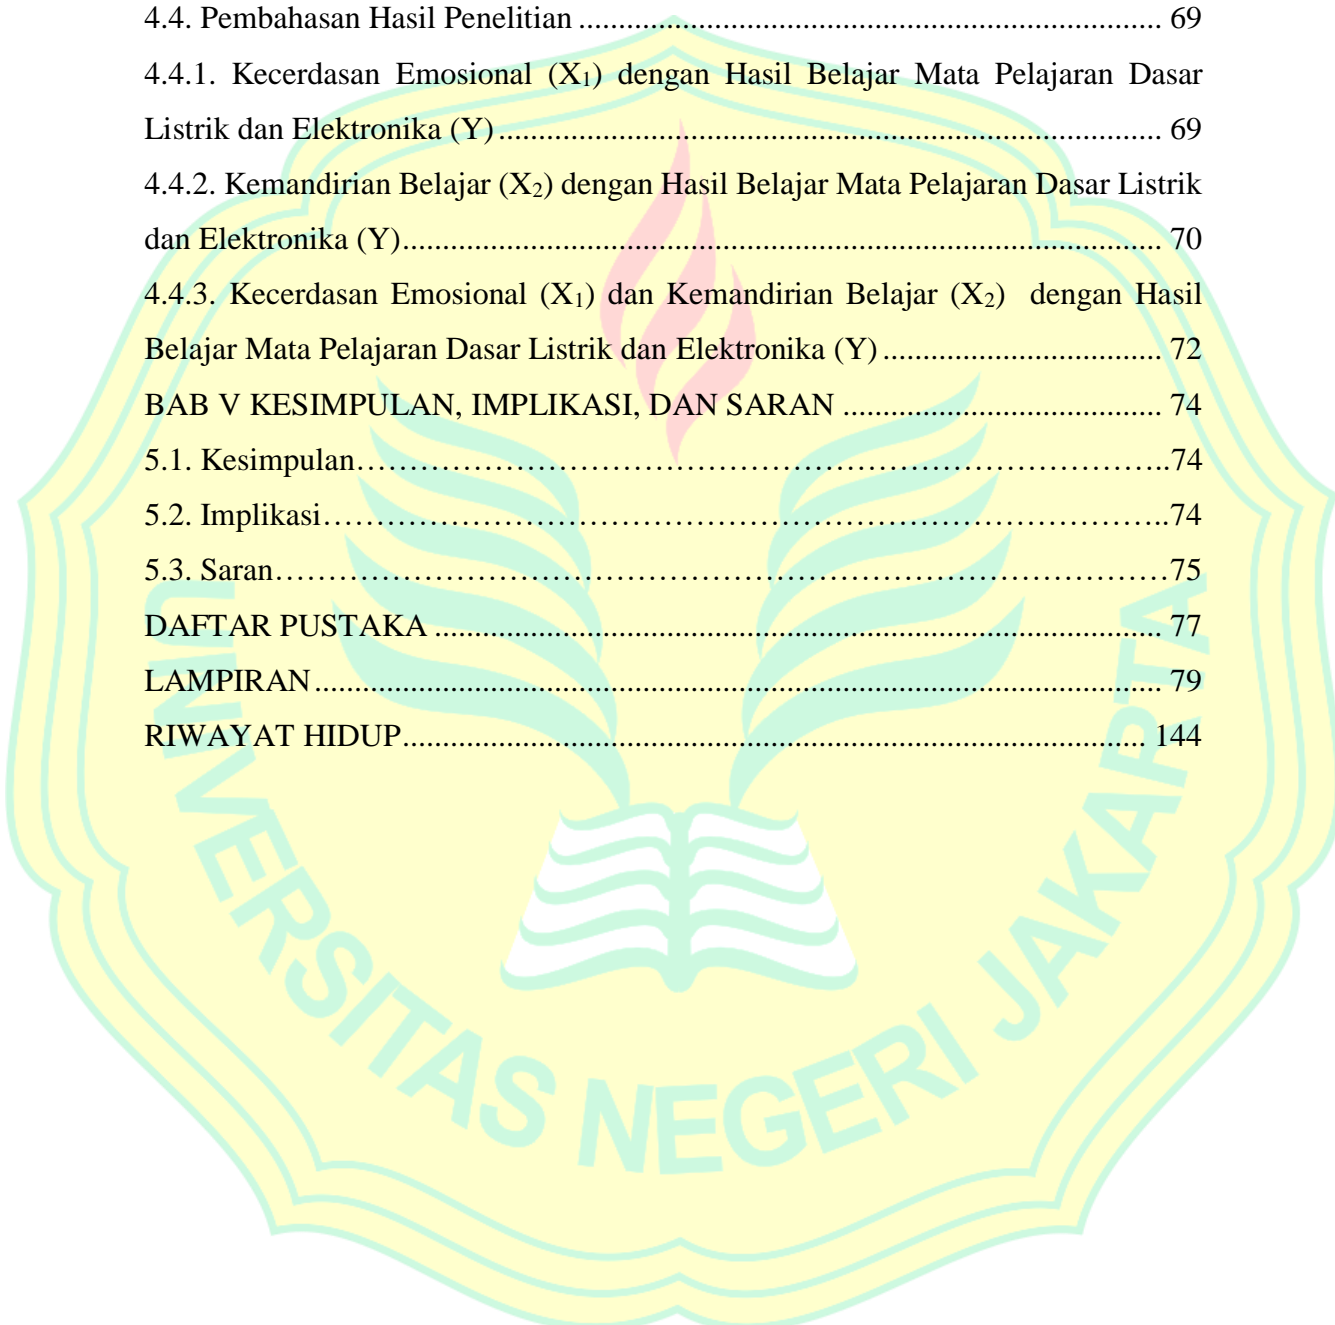 4.4. Pembahasan Hasil Penelitian ........................................................................ 69
4.4.1. Kecerdasan Emosional (X₁) dengan Hasil Belajar Mata Pelajaran Dasar
Listrik dan Elektronika (Y) .................................................................................. 69
4.4.2. Kemandirian Belajar (X₂) dengan Hasil Belajar Mata Pelajaran Dasar Listrik
dan Elektronika (Y).............................................................................................. 70
4.4.3. Kecerdasan Emosional (X₁) dan Kemandirian Belajar (X₂) dengan Hasil
Belajar Mata Pelajaran Dasar Listrik dan Elektronika (Y) .................................. 72
BAB V KESIMPULAN, IMPLIKASI, DAN SARAN ....................................... 74
5.1. Kesimpulan…………………………………………………………………..74
5.2. Implikasi……………………………………………………………………..74
5.3. Saran…………………………………………………………………………75
DAFTAR PUSTAKA .......................................................................................... 77
LAMPIRAN ......................................................................................................... 79
RIWAYAT HIDUP............................................................................................ 144
UNIVERSITAS NEGERI JAKARTA